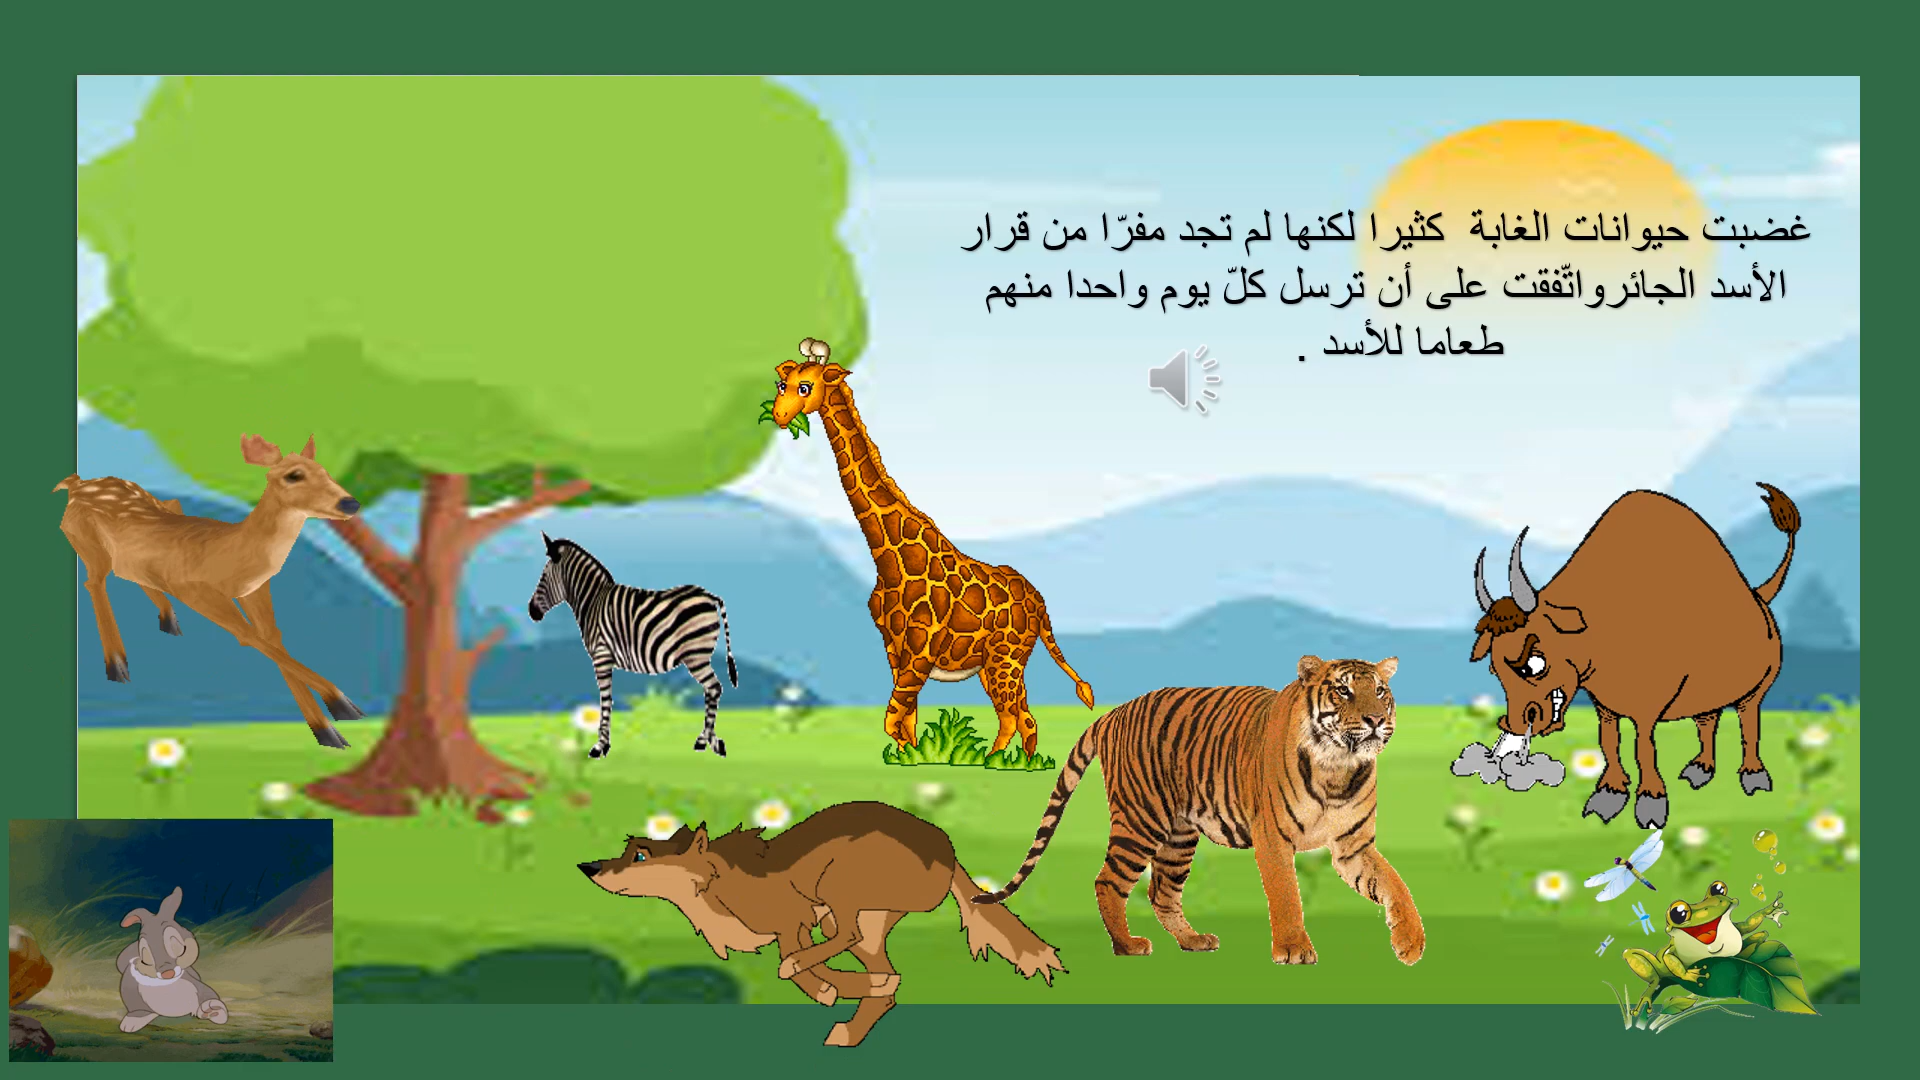 غضبت حيوانات الغابة  كثيرا لكنها لم تجد مفرّا من قرار
الأسد الجائرواتّفقت على أن ترسل كلّ يوم واحدا منهم
طعاما للأسد .